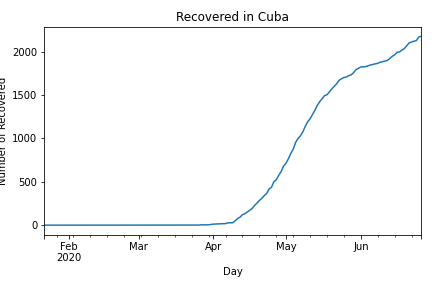 Recovered in Cuba
Number of Recovered
2000
1500
1000
500
0
Feb
2020
Mar
Apr
May
Jun
Day